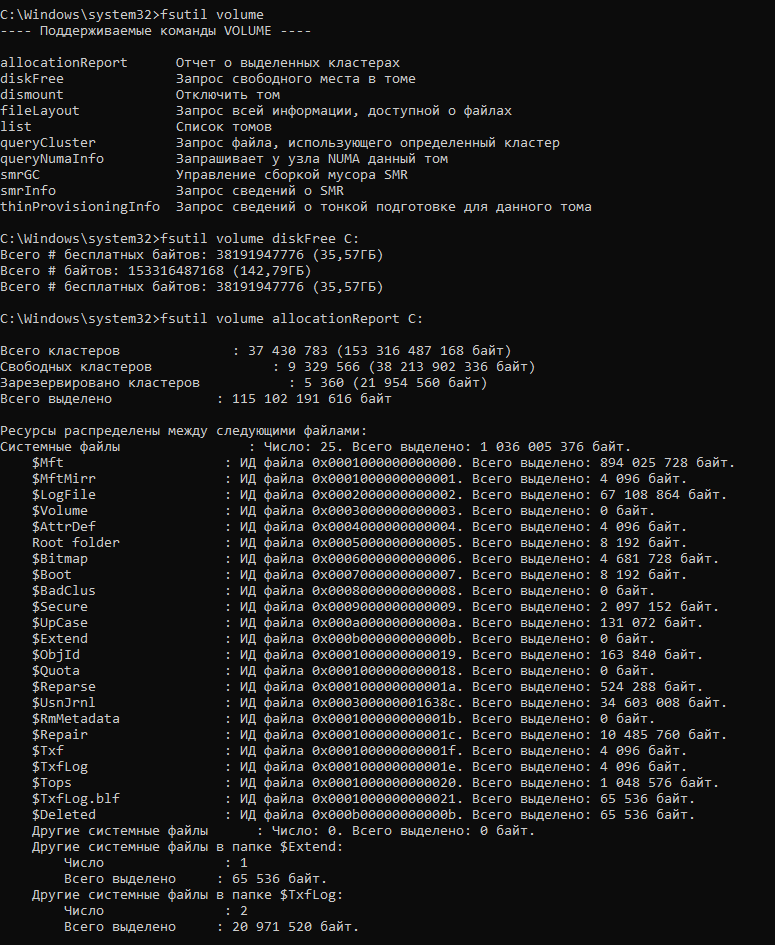 C:\Windows\system32>fsutil volume
---- Поддерживаемые команды VOLUME ----
allocationReport      Отчет о выделенных кластерах
diskFree              Запрос свободного места в томе
dismount              Отключить том
fileLayout            Запрос всей информации, доступной о файлах
list                  Список томов
queryCluster          Запрос файла, использующего определенный кластер
queryNumaInfo         Запрашивает у узла NUMA данный том
smrGC                 Управление сборкой мусора SMR
smrInfo               Запрос сведений о SMR
thinProvisioningInfo  Запрос сведений о тонкой подготовке для данного тома
C:\Windows\system32>fsutil volume diskFree C:
Всего # бесплатных байтов: 38191947776 (35,57ГБ)
Всего # байтов: 153316487168 (142,79ГБ)
Всего # бесплатных байтов: 38191947776 (35,57ГБ)
C:\Windows\system32>fsutil volume allocationReport C:
Всего кластеров              : 37 430 783 (153 316 487 168 байт)
Свободных кластеров               : 9 329 566 (38 213 902 336 байт)
Зарезервировано кластеров           : 5 360 (21 954 560 байт)
Всего выделено             : 115 102 191 616 байт
Ресурсы распределены между следующими файлами:
Системные файлы                : Число: 25. Всего выделено: 1 036 005 376 байт.
    $Mft                    : ИД файла 0x0001000000000000. Всего выделено: 894 025 728 байт.
    $MftMirr                : ИД файла 0x0001000000000001. Всего выделено: 4 096 байт.
    $LogFile                : ИД файла 0x0002000000000002. Всего выделено: 67 108 864 байт.
    $Volume                 : ИД файла 0x0003000000000003. Всего выделено: 0 байт.
    $AttrDef                : ИД файла 0x0004000000000004. Всего выделено: 4 096 байт.
    Root folder             : ИД файла 0x0005000000000005. Всего выделено: 8 192 байт.
    $Bitmap                 : ИД файла 0x0006000000000006. Всего выделено: 4 681 728 байт.
    $Boot                   : ИД файла 0x0007000000000007. Всего выделено: 8 192 байт.
    $BadClus                : ИД файла 0x0008000000000008. Всего выделено: 0 байт.
    $Secure                 : ИД файла 0x0009000000000009. Всего выделено: 2 097 152 байт.
    $UpCase                 : ИД файла 0x000a00000000000a. Всего выделено: 131 072 байт.
    $Extend                 : ИД файла 0x000b00000000000b. Всего выделено: 0 байт.
    $ObjId                  : ИД файла 0x0001000000000019. Всего выделено: 163 840 байт.
    $Quota                  : ИД файла 0x0001000000000018. Всего выделено: 0 байт.
    $Reparse                : ИД файла 0x000100000000001a. Всего выделено: 524 288 байт.
    $UsnJrnl                : ИД файла 0x000300000001638c. Всего выделено: 34 603 008 байт.
    $RmMetadata             : ИД файла 0x000100000000001b. Всего выделено: 0 байт.
    $Repair                 : ИД файла 0x000100000000001c. Всего выделено: 10 485 760 байт.
    $Txf                    : ИД файла 0x000100000000001f. Всего выделено: 4 096 байт.
    $TxfLog                 : ИД файла 0x000100000000001e. Всего выделено: 4 096 байт.
    $Tops                   : ИД файла 0x0001000000000020. Всего выделено: 1 048 576 байт.
    $TxfLog.blf             : ИД файла 0x0001000000000021. Всего выделено: 65 536 байт.
    $Deleted                : ИД файла 0x000b00000000000b. Всего выделено: 65 536 байт.
    Другие системные файлы      : Число: 0. Всего выделено: 0 байт.
    Другие системные файлы в папке $Extend:
        Число               : 1
        Всего выделено     : 65 536 байт.
    Другие системные файлы в папке $TxfLog:
        Число               : 2
        Всего выделено     : 20 971 520 байт.